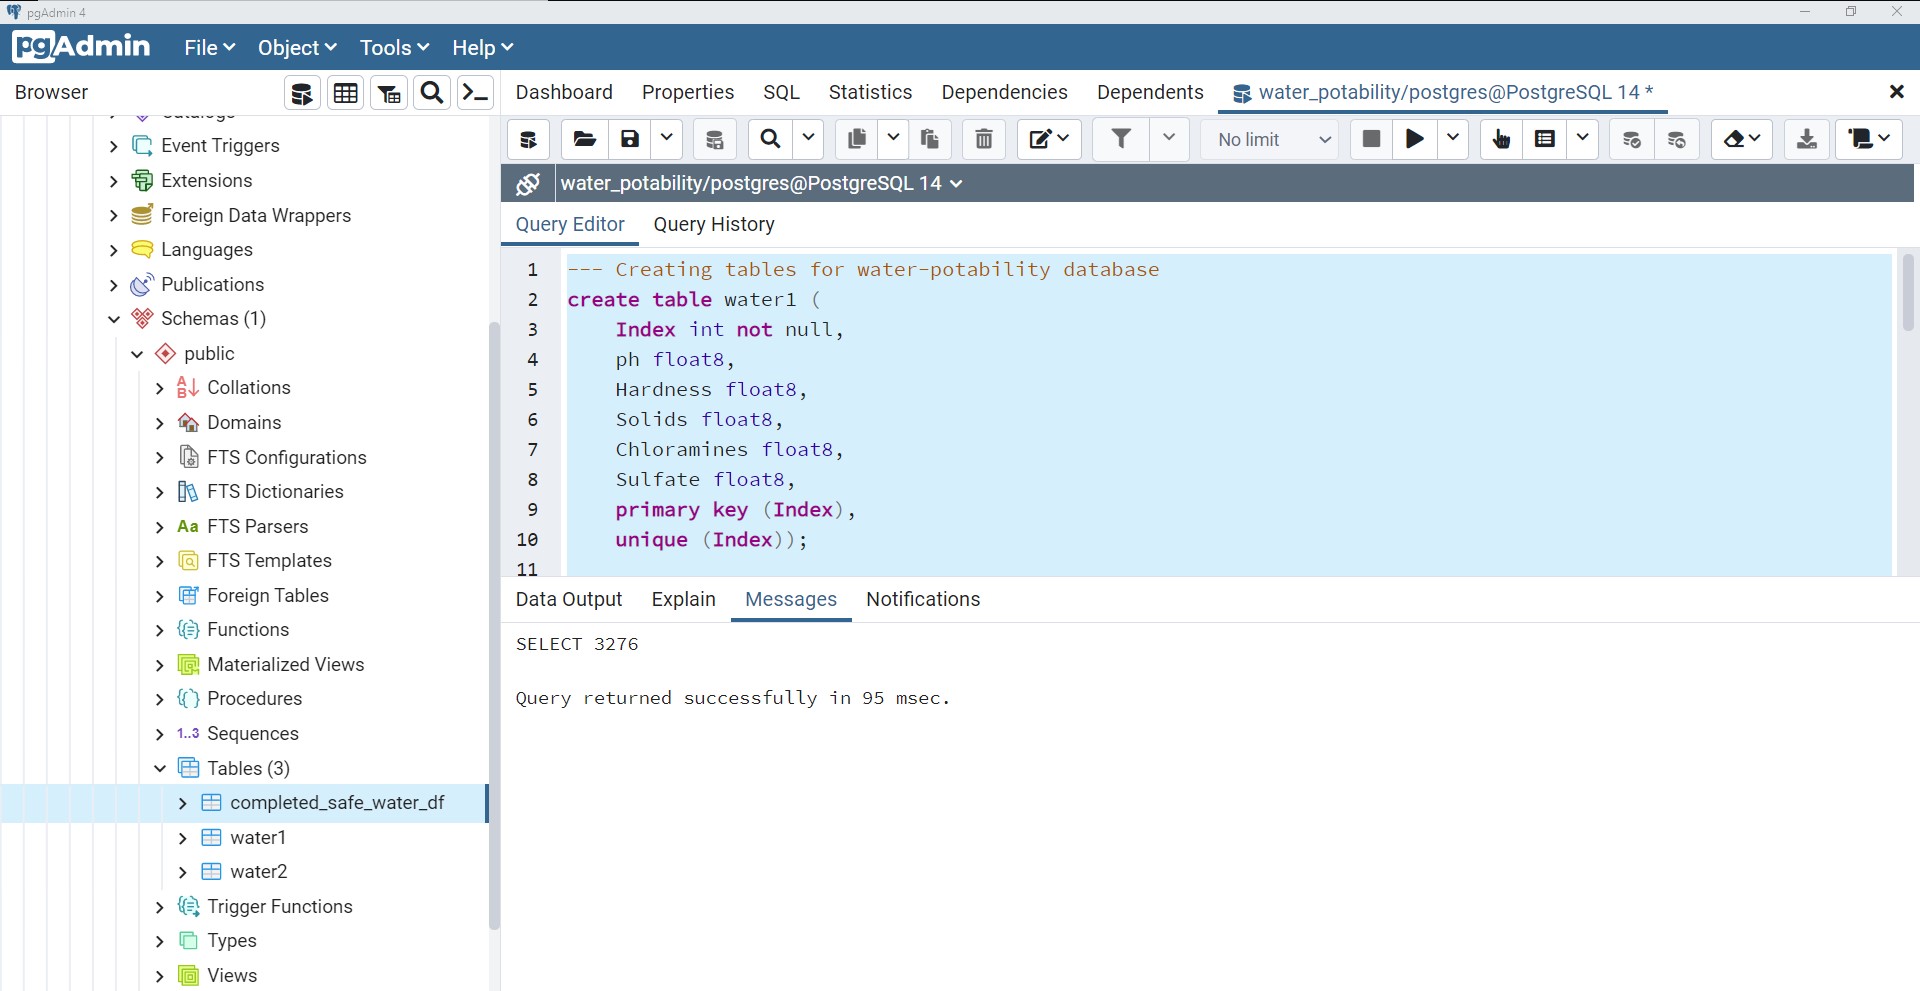 pgAdmin 4
pgAdmin File Object Tools Help
Browser
Dashboard Properties SQL Statistics Dependencies Dependents water_potability/postgres@PostgreSQL 14 *
No limit
water_potability/postgres@PostgreSQL 14
Query Editor Query History
Catalogs
Event Triggers
Extensions
Foreign Data Wrappers
Languages
Publications
Schemas (1)
public
Collations
Domains
FTS Configurations
FTS Dictionaries
Aa FTS Parsers
FTS Templates
Foreign Tables
Functions
Materialized Views
Procedures
1..3 Sequences
Tables (3)
completed_safe_water_df
water1
water2
Trigger Functions
Types
Views
1 --- Creating tables for water-potability database
2 create table water1 (
3 Index int not null,
4 ph float8,
5 Hardness float8,
6 Solids float8,
7 Chloramines float8,
8 Sulfate float8,
9 primary key (Index),
10 unique (Index));
11
Data Output Explain Messages Notifications
SELECT 3276
Query returned successfully in 95 msec.